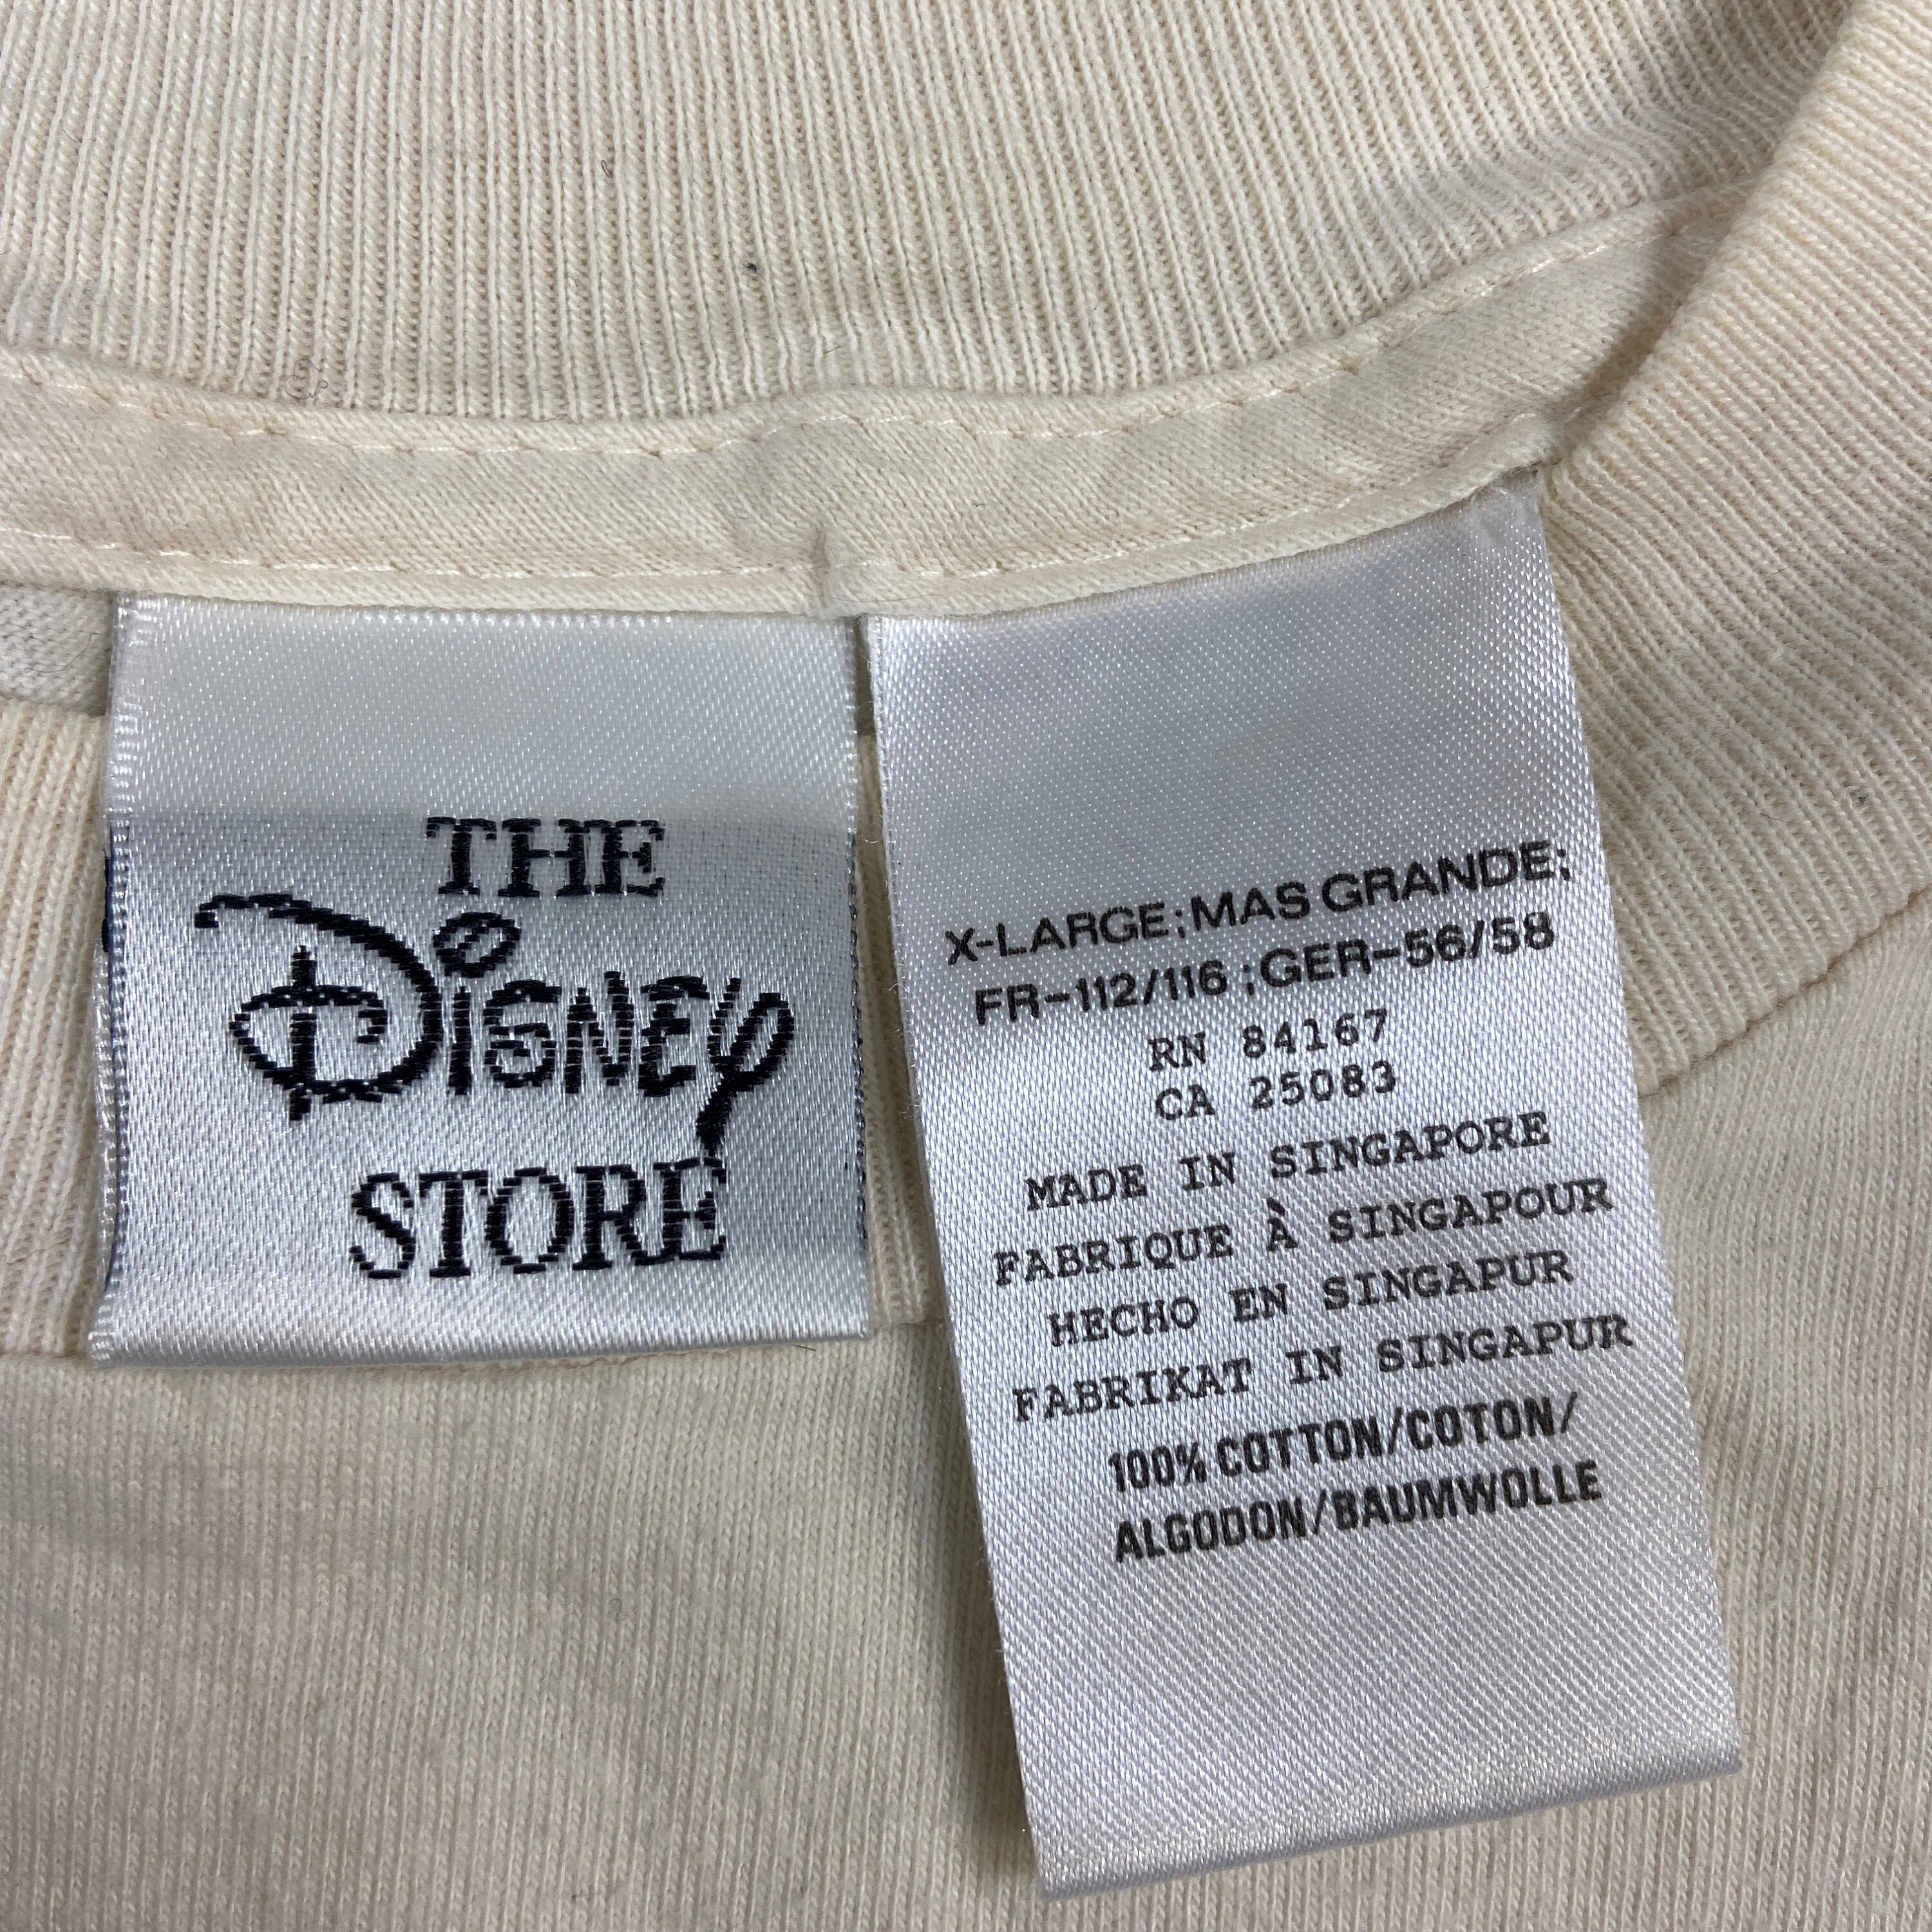 THE
Disney
STORE
X-LARGE;MAS GRANDE;
FR-112/116;GER-56/58
RN 84167
CA 25083
MADE IN SINGAPORE
FABRIQUE À SINGAPOUR
HECHO EN SINGAPUR
FABRIKAT IN SINGAPUR
100% COTTON/COTON/
ALGODON/BAUMWOLLE